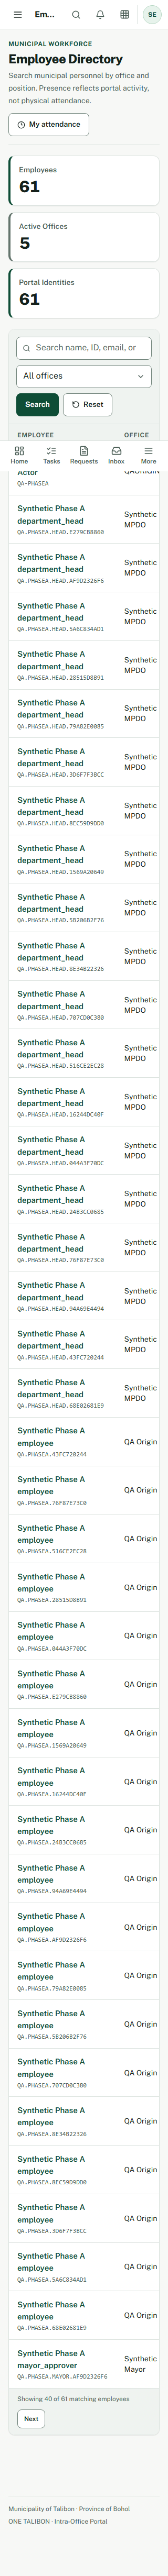 Em...
SE
MUNICIPAL WORKFORCE
Employee Directory
Search municipal personnel by office and
position. Presence reflects portal activity,
not physical attendance.
My attendance
Employees
61
Active Offices
5
Portal Identities
61
Search name, ID, email, or
All offices
Search
Reset
EMPLOYEE OFFICE
Home Tasks Requests Inbox More
Actor
QA-PHASEA
Synthetic Phase A
department_head
QA.PHASEA.HEAD.E279CB8860
Synthetic
MPDO
Synthetic Phase A
department_head
QA.PHASEA.HEAD.AF9D2326F6
Synthetic
MPDO
Synthetic Phase A
department_head
QA.PHASEA.HEAD.5A6C834AD1
Synthetic
MPDO
Synthetic Phase A
department_head
QA.PHASEA.HEAD.28515D8B91
Synthetic
MPDO
Synthetic Phase A
department_head
QA.PHASEA.HEAD.79A82E0085
Synthetic
MPDO
Synthetic Phase A
department_head
QA.PHASEA.HEAD.3D6F7F3BCC
Synthetic
MPDO
Synthetic Phase A
department_head
QA.PHASEA.HEAD.8EC59D9DD0
Synthetic
MPDO
Synthetic Phase A
department_head
QA.PHASEA.HEAD.1569A20649
Synthetic
MPDO
Synthetic Phase A
department_head
QA.PHASEA.HEAD.5B206B2F76
Synthetic
MPDO
Synthetic Phase A
department_head
QA.PHASEA.HEAD.8E34B22326
Synthetic
MPDO
Synthetic Phase A
department_head
QA.PHASEA.HEAD.707CD0C3B0
Synthetic
MPDO
Synthetic Phase A
department_head
QA.PHASEA.HEAD.516CE2EC28
Synthetic
MPDO
Synthetic Phase A
department_head
QA.PHASEA.HEAD.16244DC40F
Synthetic
MPDO
Synthetic Phase A
department_head
QA.PHASEA.HEAD.044A3F70DC
Synthetic
MPDO
Synthetic Phase A
department_head
QA.PHASEA.HEAD.2483CC0685
Synthetic
MPDO
Synthetic Phase A
department_head
QA.PHASEA.HEAD.76F87E73C0
Synthetic
MPDO
Synthetic Phase A
department_head
QA.PHASEA.HEAD.94A69E4494
Synthetic
MPDO
Synthetic Phase A
department_head
QA.PHASEA.HEAD.43FC720244
Synthetic
MPDO
Synthetic Phase A
department_head
QA.PHASEA.HEAD.68E02681E9
Synthetic
MPDO
Synthetic Phase A
employee
QA.PHASEA.43FC720244
QA Origin
Synthetic Phase A
employee
QA.PHASEA.76F87E73C0
QA Origin
Synthetic Phase A
employee
QA.PHASEA.516CE2EC28
QA Origin
Synthetic Phase A
employee
QA.PHASEA.28515D8B91
QA Origin
Synthetic Phase A
employee
QA.PHASEA.044A3F70DC
QA Origin
Synthetic Phase A
employee
QA.PHASEA.E279CB8860
QA Origin
Synthetic Phase A
employee
QA.PHASEA.1569A20649
QA Origin
Synthetic Phase A
employee
QA.PHASEA.16244DC40F
QA Origin
Synthetic Phase A
employee
QA.PHASEA.2483CC0685
QA Origin
Synthetic Phase A
employee
QA.PHASEA.94A69E4494
QA Origin
Synthetic Phase A
employee
QA.PHASEA.AF9D2326F6
QA Origin
Synthetic Phase A
employee
QA.PHASEA.79A82E0085
QA Origin
Synthetic Phase A
employee
QA.PHASEA.5B206B2F76
QA Origin
Synthetic Phase A
employee
QA.PHASEA.707CD0C3B0
QA Origin
Synthetic Phase A
employee
QA.PHASEA.8E34B22326
QA Origin
Synthetic Phase A
employee
QA.PHASEA.8EC59D9DD0
QA Origin
Synthetic Phase A
employee
QA.PHASEA.3D6F7F3BCC
QA Origin
Synthetic Phase A
employee
QA.PHASEA.5A6C834AD1
QA Origin
Synthetic Phase A
employee
QA.PHASEA.68E02681E9
QA Origin
Synthetic Phase A
mayor_approver
QA.PHASEA.MAYOR.AF9D2326F6
Synthetic
Mayor
Showing 40 of 61 matching employees
Next
Municipality of Talibon · Province of Bohol
ONE TALIBON · Intra-Office Portal